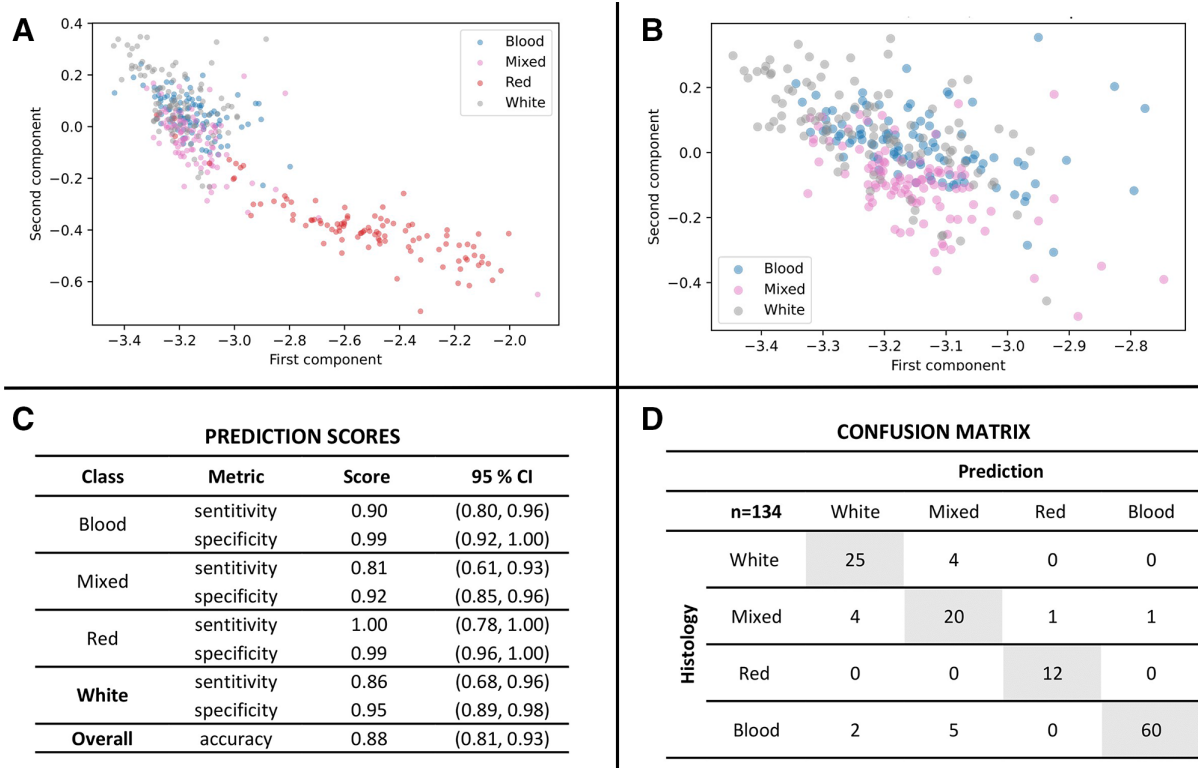 A
0.4
0.2
0.0
−0.2
−0.4
−0.6
Second component
−3.4 −3.2 −3.0 −2.8 −2.6 −2.4 −2.2 −2.0
First component
Blood
Mixed
Red
White
B
0.2
0.0
−0.2
−0.4
Second component
−3.4 −3.3 −3.2 −3.1 −3.0 −2.9 −2.8
First component
Blood
Mixed
White
C
PREDICTION SCORES
Class Metric Score 95 % CI
Blood
sentitivity 0.90 (0.80, 0.96)
specificity 0.99 (0.92, 1.00)
Mixed
sentitivity 0.81 (0.61, 0.93)
specificity 0.92 (0.85, 0.96)
Red
sentitivity 1.00 (0.78, 1.00)
specificity 0.99 (0.96, 1.00)
White
sentitivity 0.86 (0.68, 0.96)
specificity 0.95 (0.89, 0.98)
Overall accuracy 0.88 (0.81, 0.93)
D
CONFUSION MATRIX
Prediction
n=134 White Mixed Red Blood
Histology
White 25 4 0 0
Mixed 4 20 1 1
Red 0 0 12 0
Blood 2 5 0 60